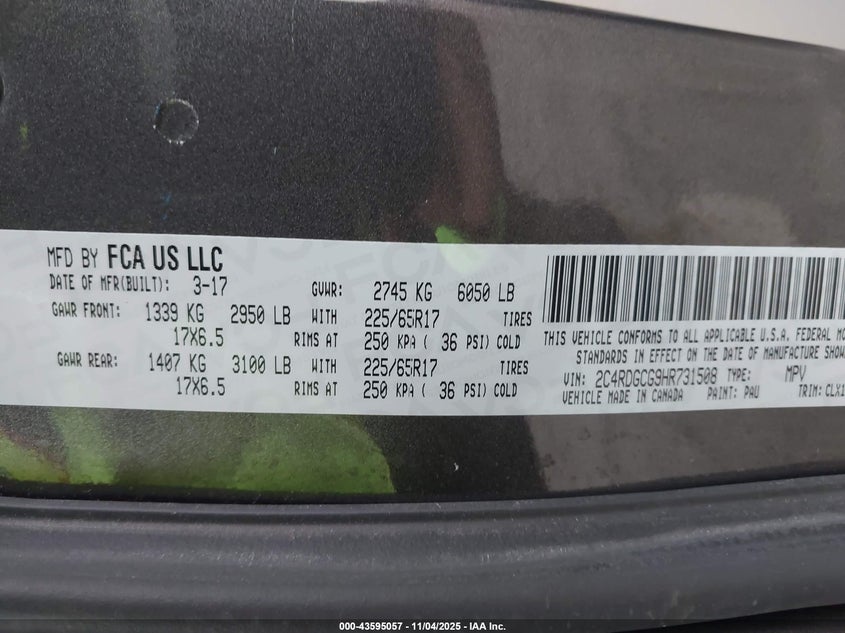 MFD BY FCA US LLC
DATE OF MFR(BUILT): 3-17 GVWR: 2745 KG 6050 LB
GAWR FRONT: 1339 KG 2950 LB WITH 225/65R17 TIRES
17X6.5 RIMS AT 250 KPA ( 36 PSI) COLD
GAWR REAR: 1407 KG 3100 LB WITH 225/65R17 TIRES
17X6.5 RIMS AT 250 KPA ( 36 PSI) COLD
THIS VEHICLE CONFORMS TO ALL APPLICABLE U.S.A. FEDERAL MO
STANDARDS IN EFFECT ON THE DATE OF MANUFACTURE SHOWN
VIN: 2C4RDGCG9HR731508 TYPE: MPV
VEHICLE MADE IN CANADA PAINT: PAU TRIM: CLX1
000-43595057 - 11/04/2025 - IAA Inc.